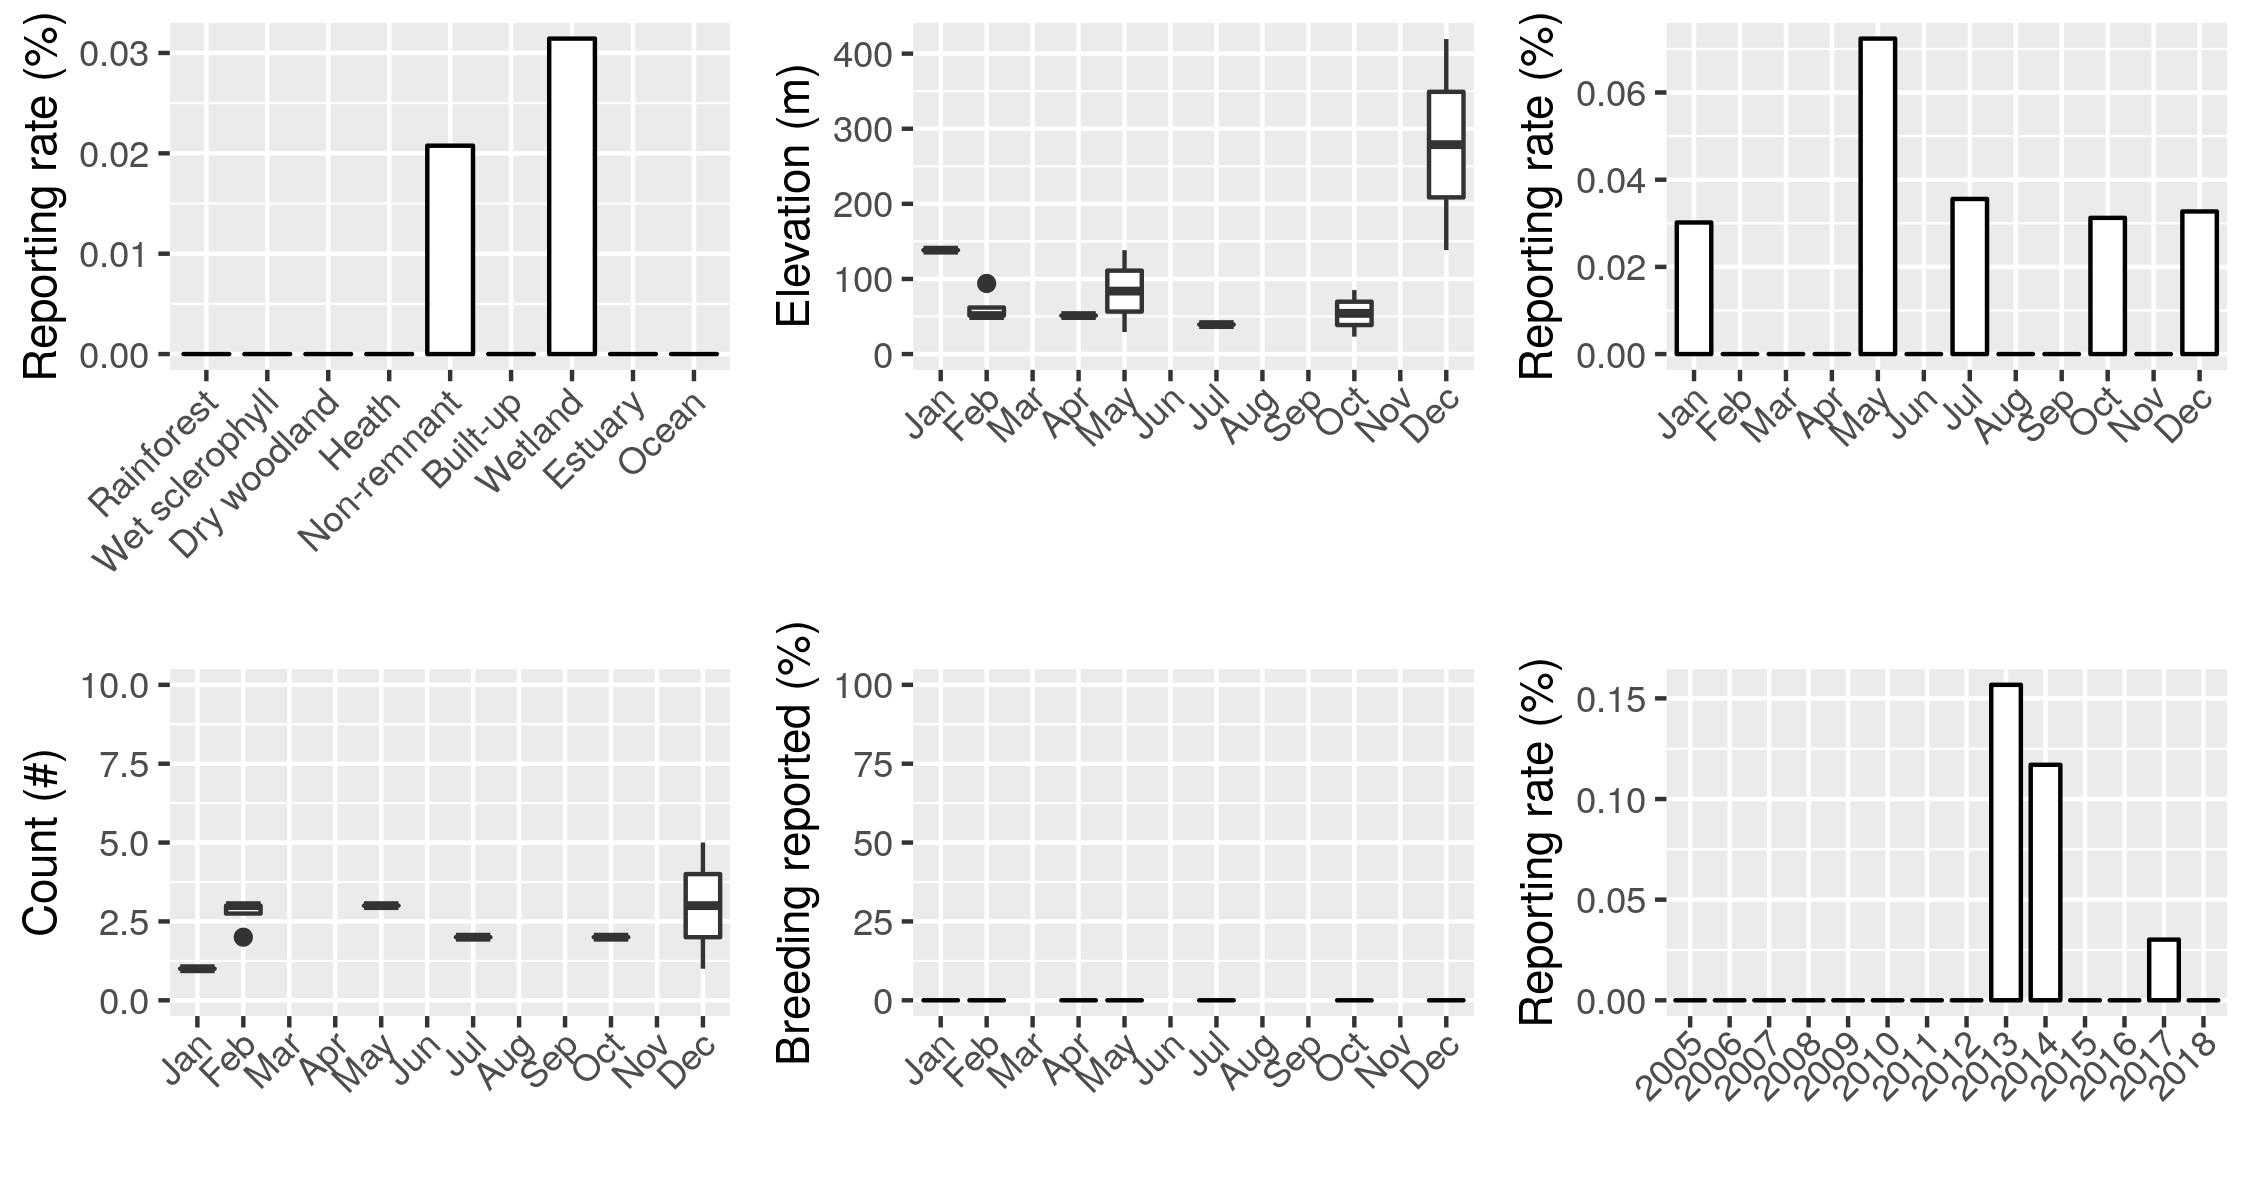 Reporting rate (%)
0.03
0.02
0.01
0.00
Rainforest
Wet sclerophyll
Dry woodland
Heath
Non-remnant
Built-up
Wetland
Estuary
Ocean
Elevation (m)
400
300
200
100
0
Jan
Feb
Mar
Apr
May
Jun
Jul
Aug
Sep
Oct
Nov
Dec
Reporting rate (%)
0.06
0.04
0.02
0.00
Jan
Feb
Mar
Apr
May
Jun
Jul
Aug
Sep
Oct
Nov
Dec
Count (#)
10.0
7.5
5.0
2.5
0.0
Jan
Feb
Mar
Apr
May
Jun
Jul
Aug
Sep
Oct
Nov
Dec
Breeding reported (%)
100
75
50
25
0
Jan
Feb
Mar
Apr
May
Jun
Jul
Aug
Sep
Oct
Nov
Dec
Reporting rate (%)
0.15
0.10
0.05
0.00
2005
2006
2007
2008
2009
2010
2011
2012
2013
2014
2015
2016
2017
2018